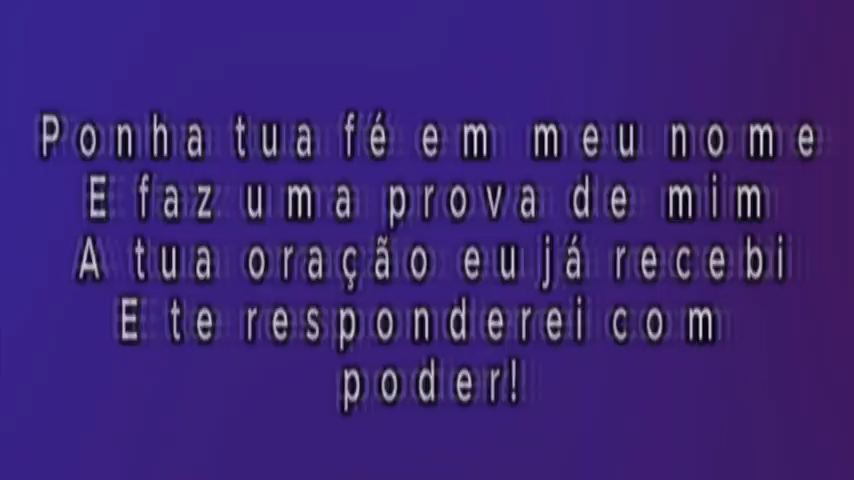 Ponha tua fé em meu nome
E faz uma prova de mim
A tua oração eu já recebi
E te responderei com
poder!